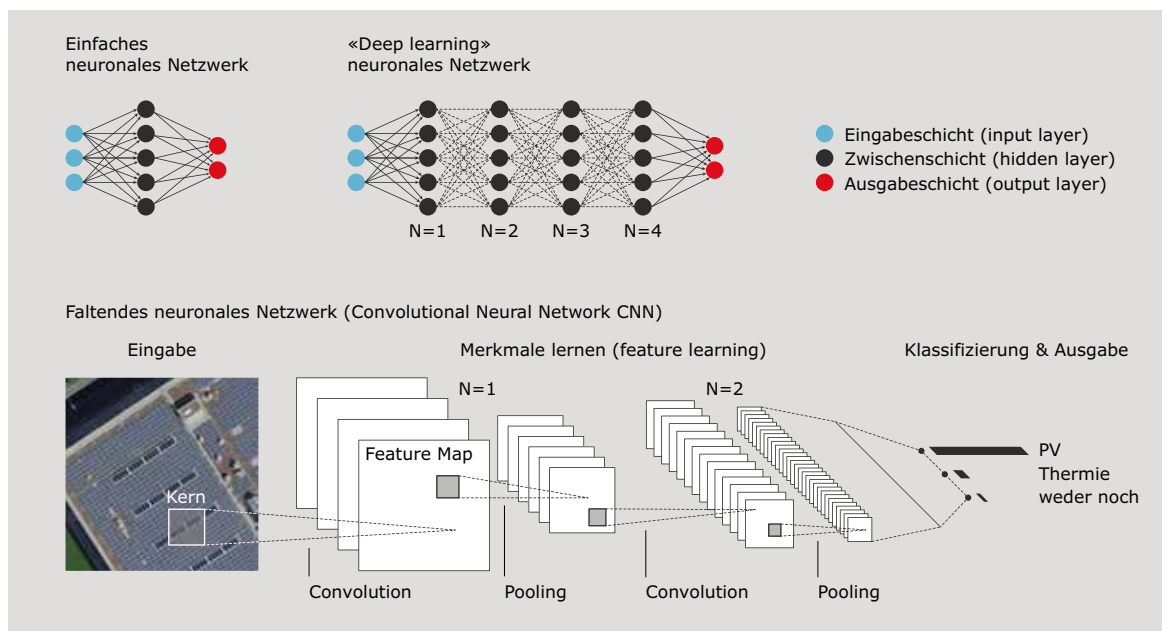 Einfaches
neuronales Netzwerk
«Deep learning»
neuronales Netzwerk
Eingabeschicht (input layer)
Zwischenschicht (hidden layer)
Ausgabeschicht (output layer)
N=1
N=2
N=3
N=4
Faltendes neuronales Netzwerk (Convolutional Neural Network CNN)
Eingabe
Merkmale lernen (feature learning)
Klassifizierung & Ausgabe
N=1
N=2
Feature Map
Kern
PV
Thermie
weder noch
Convolution
Pooling
Convolution
Pooling